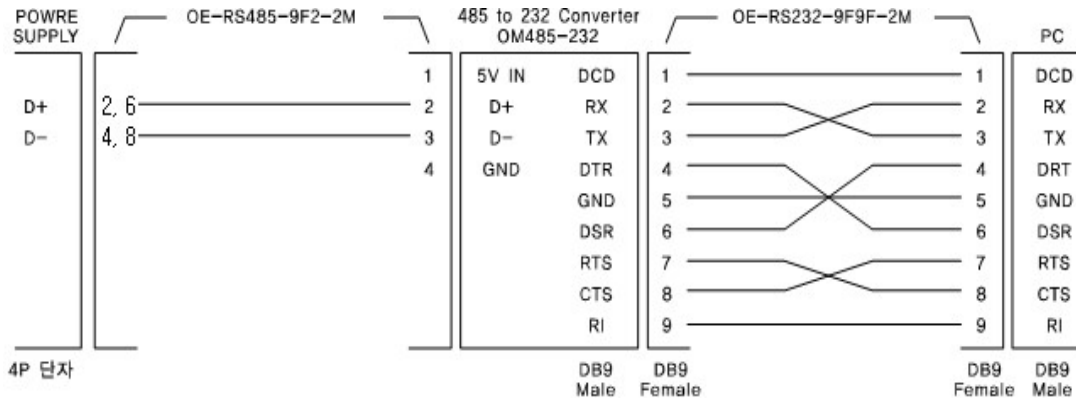 POWRE SUPPLY
OE-RS485-9F2-2M
485 to 232 Converter
OM485-232
OE-RS232-9F9F-2M
PC
1 5V IN DCD 1 1 DCD
D+ 2, 6 2 D+ RX 2 2 RX
D- 4, 8 3 D- TX 3 3 TX
4 GND DTR 4 4 DRT
GND 5 5 GND
DSR 6 6 DSR
RTS 7 7 RTS
CTS 8 8 CTS
RI 9 9 RI
4P 단자
DB9 Male
DB9 Female
DB9 Female
DB9 Male